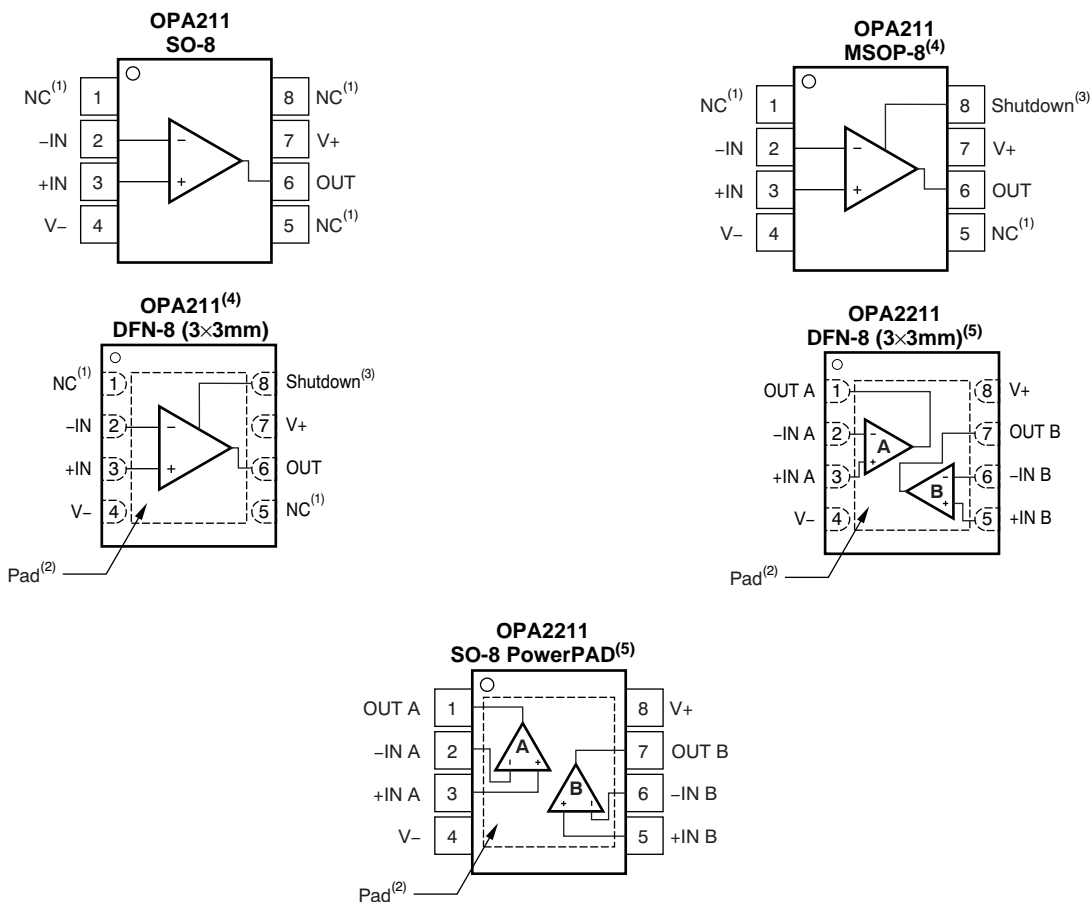 OPA211
SO-8
NC(1) 1 8 NC(1)
−IN 2 − 7 V+
+IN 3 + 6 OUT
V− 4 5 NC(1)
OPA211
MSOP-8(4)
NC(1) 1 8 Shutdown(3)
−IN 2 − 7 V+
+IN 3 + 6 OUT
V− 4 5 NC(1)
OPA211(4)
DFN-8 (3×3mm)
NC(1) 1 8 Shutdown(3)
−IN 2 − 7 V+
+IN 3 + 6 OUT
V− 4 5 NC(1)
Pad(2)
OPA2211
DFN-8 (3×3mm)(5)
OUT A 1 8 V+
−IN A 2 − A 7 OUT B
+IN A 3 + B − 6 −IN B
V− 4 + 5 +IN B
Pad(2)
OPA2211
SO-8 PowerPAD(5)
OUT A 1 8 V+
−IN A 2 A − + 7 OUT B
+IN A 3 B + − 6 −IN B
V− 4 5 +IN B
Pad(2)